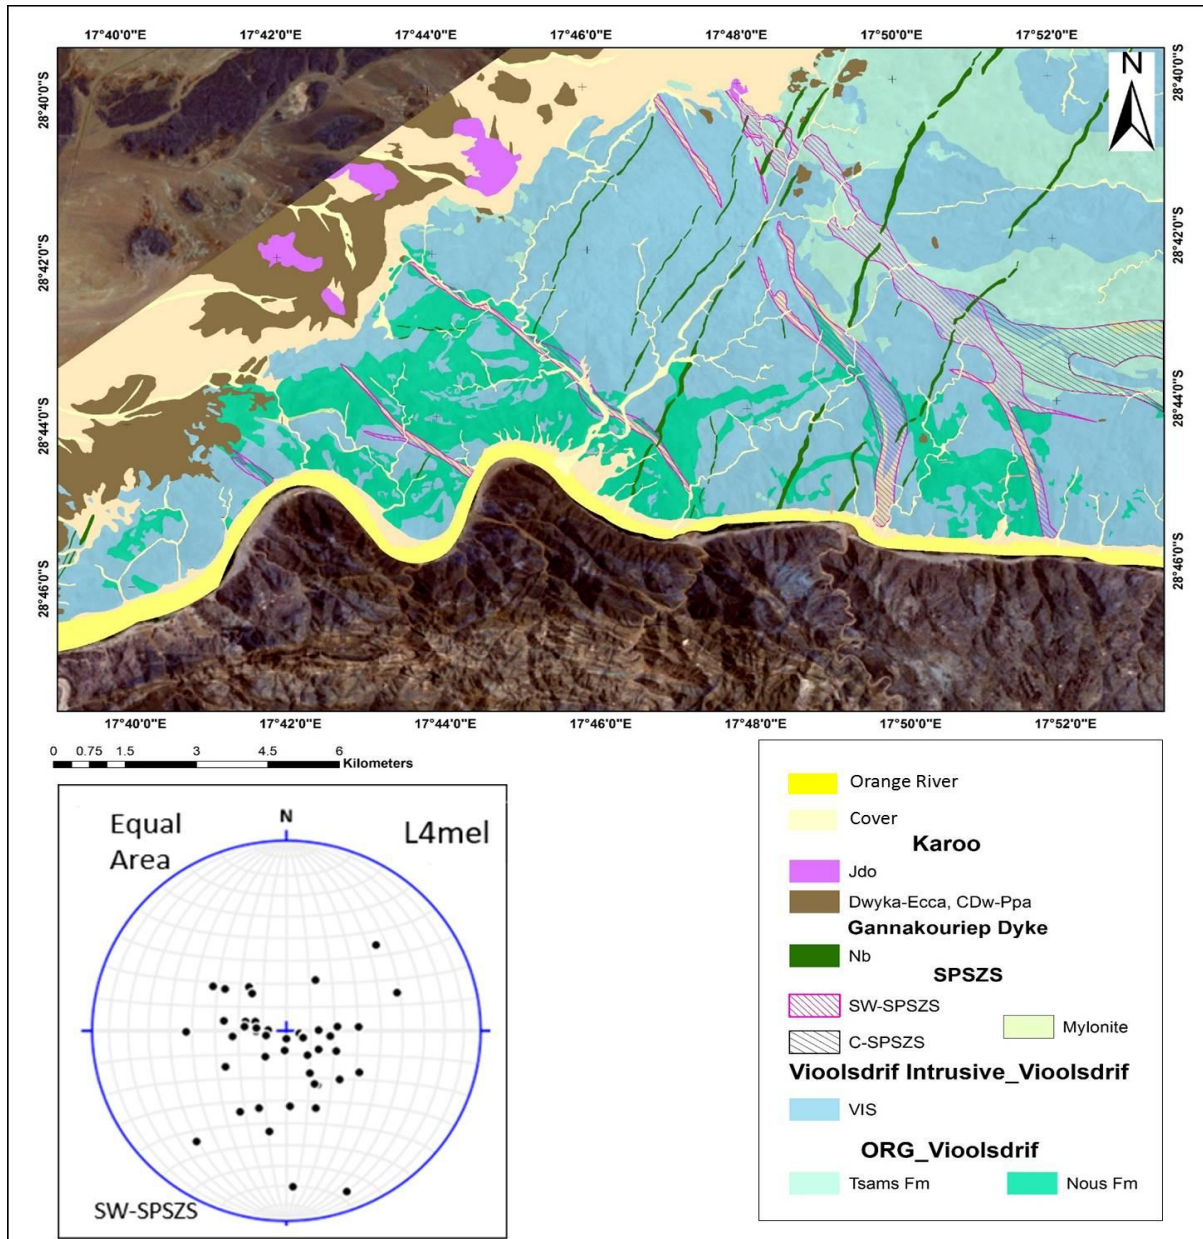 17°40'0"E 17°42'0"E 17°44'0"E 17°46'0"E 17°48'0"E 17°50'0"E 17°52'0"E
N
28°40'0"S 28°40'0"S
28°42'0"S 28°42'0"S
28°44'0"S 28°44'0"S
28°46'0"S 28°46'0"S
17°40'0"E 17°42'0"E 17°44'0"E 17°46'0"E 17°48'0"E 17°50'0"E 17°52'0"E
0 0.75 1.5 3 4.5 6
Kilometers
Equal
Area
N
L4mel
SW-SPSZS
Orange River
Cover
Karoo
Jdo
Dwyka-Ecca, CDw-Ppa
Gannakouriep Dyke
Nb
SPSZS
SW-SPSZS
Mylonite
C-SPSZS
Vioolsdrif Intrusive_Vioolsdrif
VIS
ORG_Vioolsdrif
Tsams Fm Nous Fm